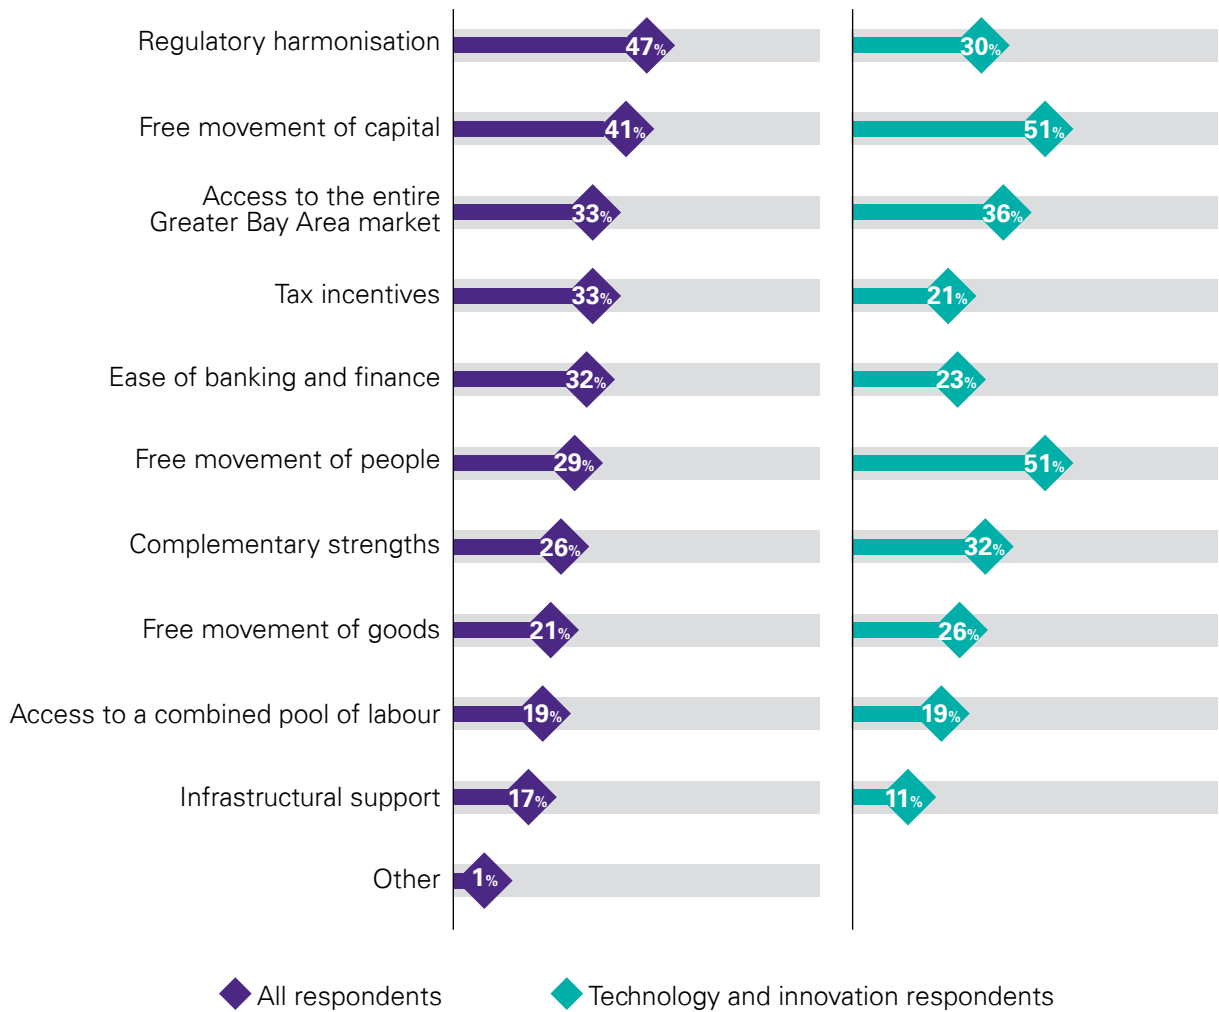 Regulatory harmonisation 47% 30%
Free movement of capital 41% 51%
Access to the entire
Greater Bay Area market 33% 36%
Tax incentives 33% 21%
Ease of banking and finance 32% 23%
Free movement of people 29% 51%
Complementary strengths 26% 32%
Free movement of goods 21% 26%
Access to a combined pool of labour 19% 19%
Infrastructural support 17% 11%
Other 1%
All respondents Technology and innovation respondents